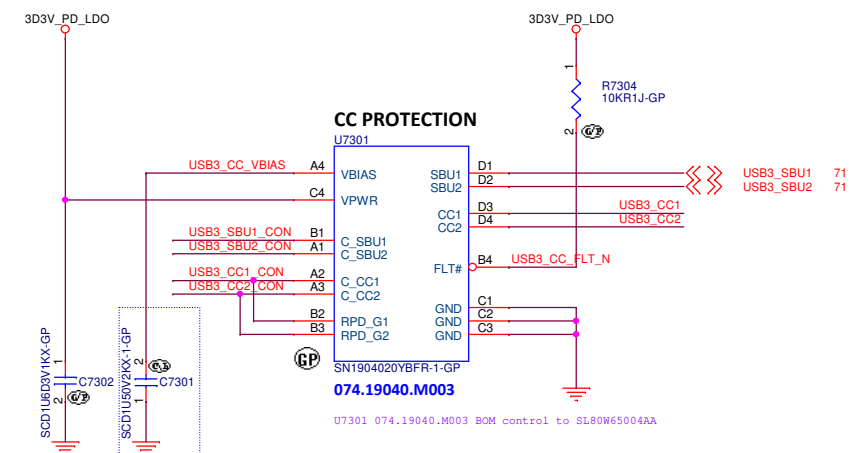 3D3V_PD_LDO
3D3V_PD_LDO
1
R7304
10KR1J-GP
2
G/P
CC PROTECTION
U7301
USB3_CC_VBIAS
A4
VBIAS
C4
VPWR
USB3_SBU1_CON
B1
C_SBU1
USB3_SBU2_CON
A1
C_SBU2
USB3_CC1_CON
A2
C_CC1
USB3_CC2_CON
A3
C_CC2
B2
RPD_G1
B3
RPD_G2
SBU1
D1
USB3_SBU1 71
SBU2
D2
USB3_SBU2 71
CC1
D3
USB3_CC1
CC2
D4
USB3_CC2
FLT#
B4
USB3_CC_FLT_N
GND
C1
GND
C2
GND
C3
GP
SN1904020YBFR-1-GP
074.19040.M003
U7301 074.19040.M003 BOM control to SL80W65004AA
SCD1U6D3V1KX-GP
1
C7302
2
G/P
SCD1U50V2KX-1-GP
2
C7301
1